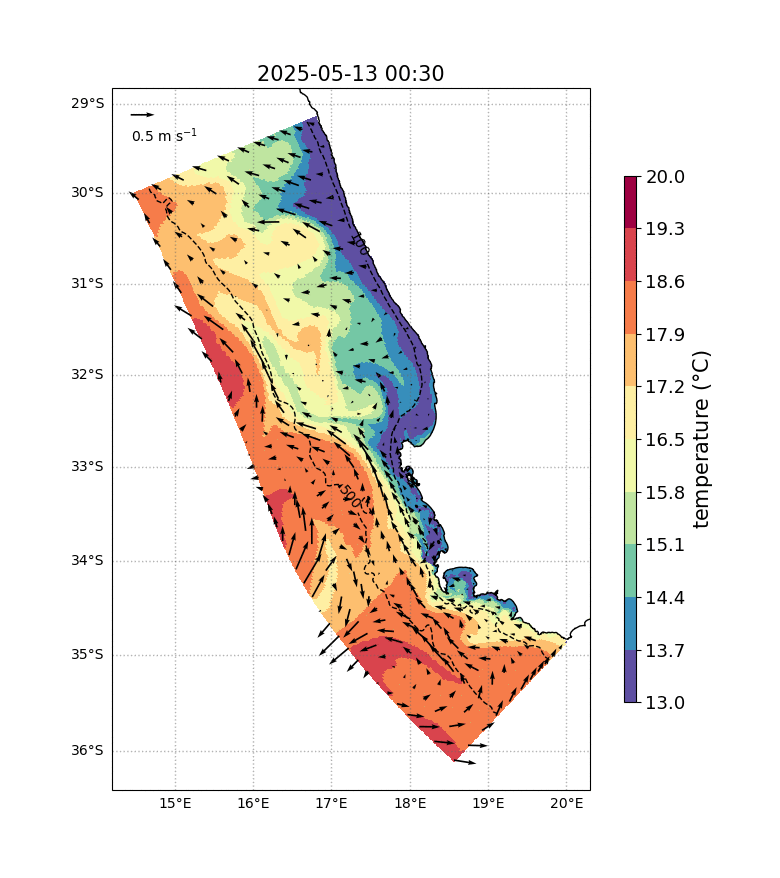 2025-05-13 00:30
29°S
30°S
31°S
32°S
33°S
34°S
35°S
36°S
0.5 m s⁻¹
100
500
15°E
16°E
17°E
18°E
19°E
20°E
20.0
19.3
18.6
17.9
17.2
16.5
15.8
15.1
14.4
13.7
13.0
temperature (°C)